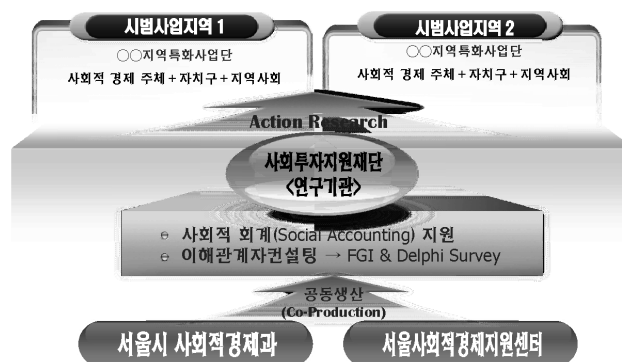 시범사업지역 1
○○지역특화사업단
사회적 경제 주체+자치구+지역사회
시범사업지역 2
○○지역특화사업단
사회적 경제 주체+자치구+지역사회
Action Research
사회투자지원재단
<연구기관>
사회적 회계(Social Accounting) 지원
이해관계자컨설팅 → FGI & Delphi Survey
공동생산
(Co-Production)
서울시 사회적경제과
서울사회적경제지원센터